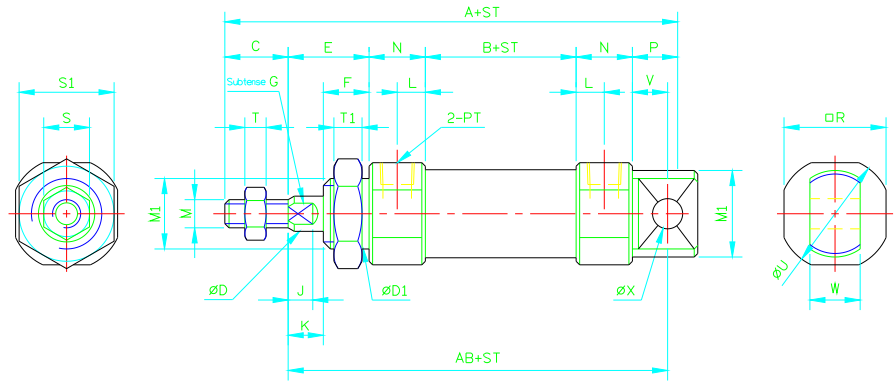 A+ST
C
E
N
B+ST
N
P
S1
Subtense G
F
L
L
V
S
T
T1
2-PT
□R
M1
M
M1
ØD
J
ØD1
ØX
ØU
W
K
AB+ST